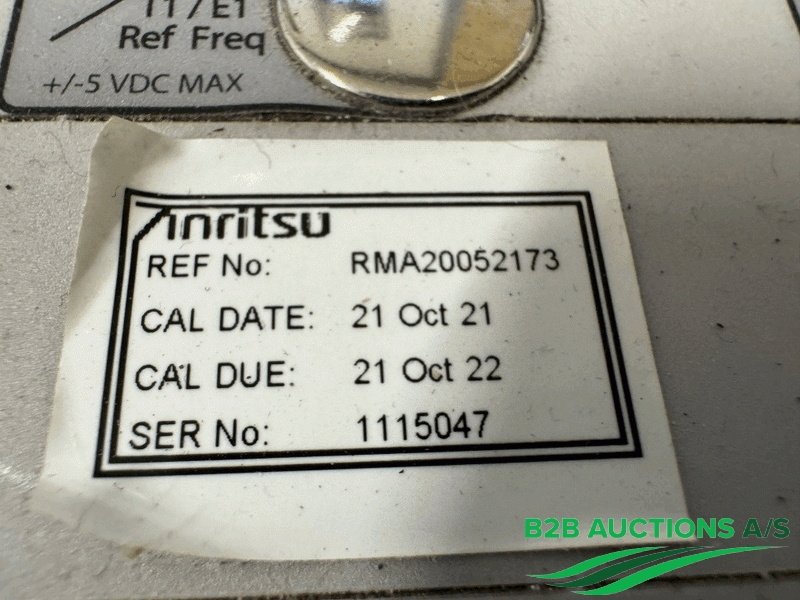 T1/E1
Ref Freq
+/-5 VDC MAX
Anritsu
REF No: RMA20052173
CAL DATE: 21 Oct 21
CAL DUE: 21 Oct 22
SER No: 1115047
B2B AUCTIONS A/S